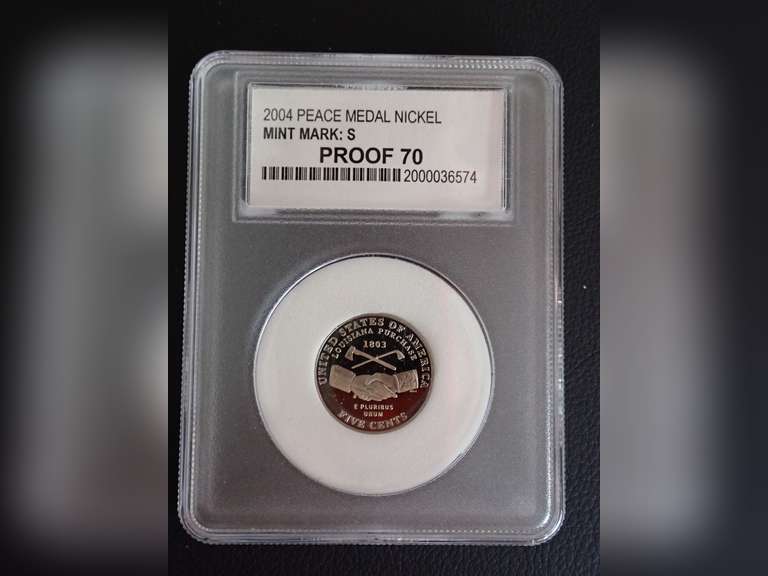 2004 PEACE MEDAL NICKEL
MINT MARK: S
PROOF 70
2000036574
UNITED STATES OF AMERICA
LOUISIANA PURCHASE
1803
E PLURIBUS
UNUM
FIVE CENTS